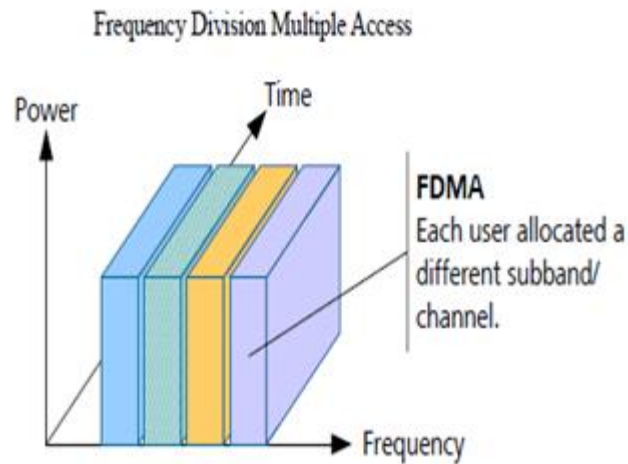 Frequency Division Multiple Access
Time
Power
FDMA
Each user allocated a
different subband/
channel.
Frequency